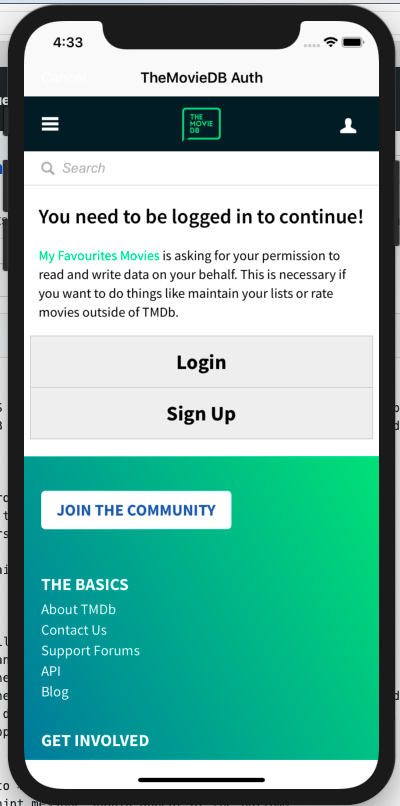 4:33
Cancel
TheMovieDB Auth
THE
MOVIE
DB
Search
You need to be logged in to continue!
My Favourites Movies is asking for your permission to
read and write data on your behalf. This is necessary if
you want to do things like maintain your lists or rate
movies outside of TMDb.
Login
Sign Up
JOIN THE COMMUNITY
THE BASICS
About TMDb
Contact Us
Support Forums
API
Blog
GET INVOLVED